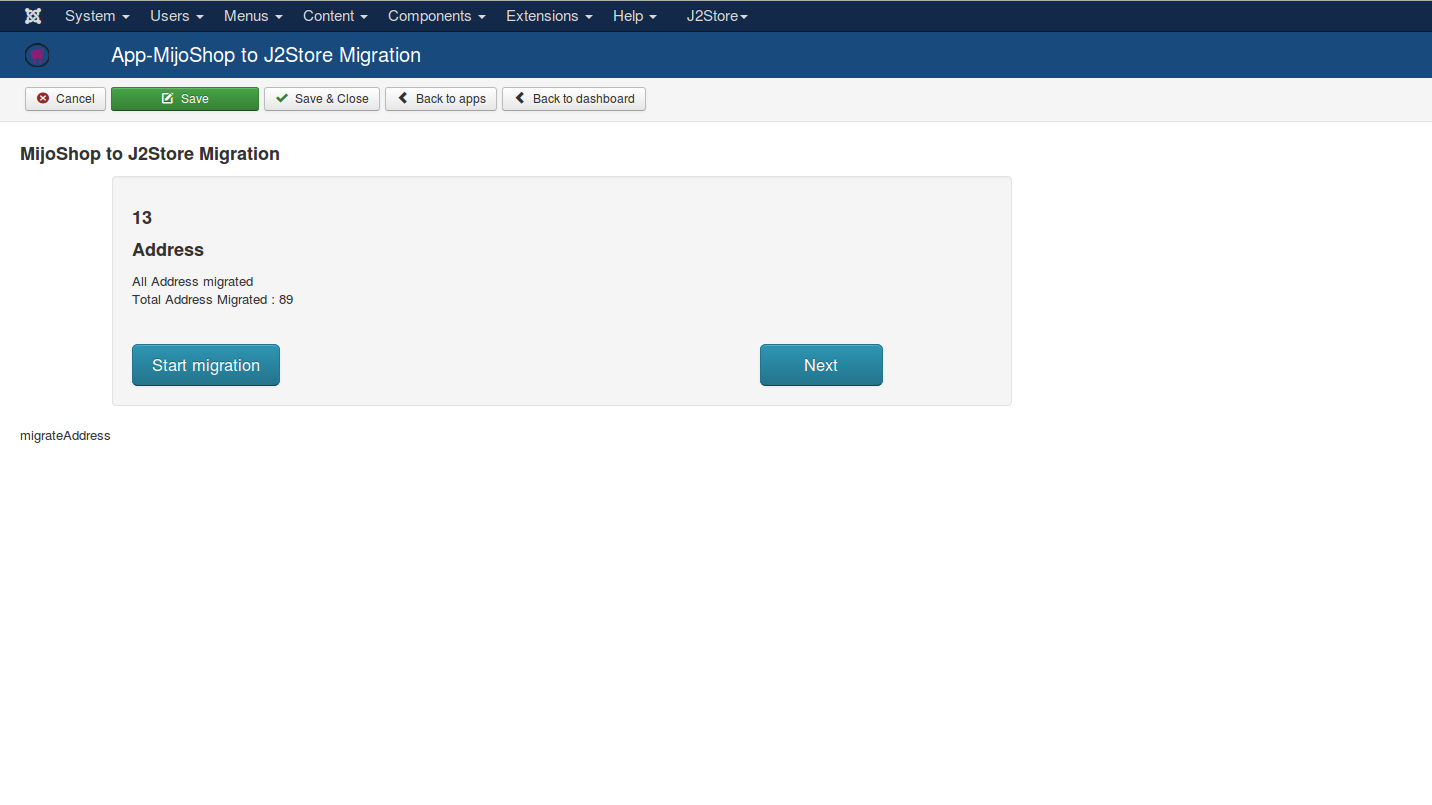 System Users Menus Content Components Extensions Help J2Store
App-MijoShop to J2Store Migration
Cancel Save Save & Close Back to apps Back to dashboard
MijoShop to J2Store Migration
13
Address
All Address migrated
Total Address Migrated : 89
Start migration Next
migrateAddress